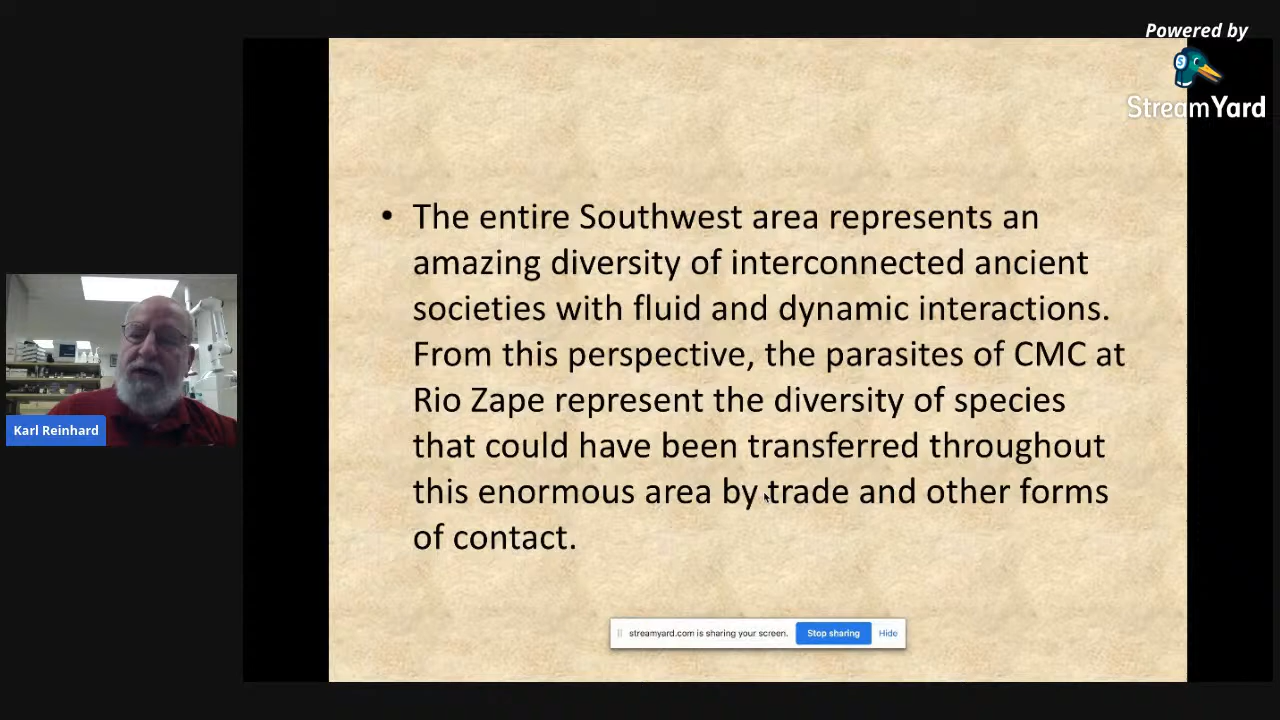 Powered by
StreamYard
• The entire Southwest area represents an
amazing diversity of interconnected ancient
societies with fluid and dynamic interactions.
From this perspective, the parasites of CMC at
Rio Zape represent the diversity of species
that could have been transferred throughout
this enormous area by trade and other forms
of contact.
Karl Reinhard
streamyard.com is sharing your screen. Stop sharing Hide